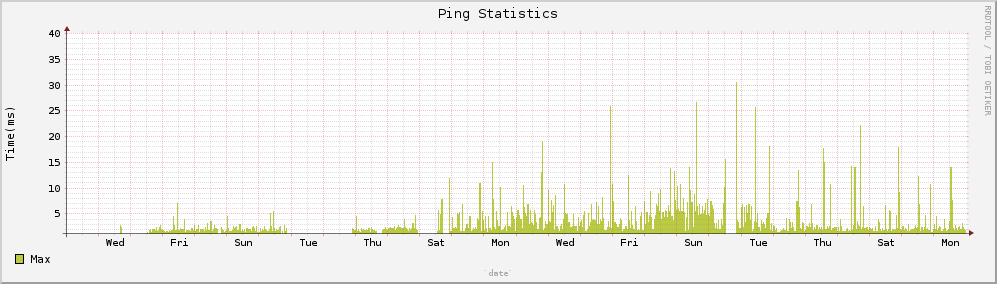 Ping Statistics
RRDTOOL / TOBI OETIKER
Time(ms)
40
35
30
25
20
15
10
5
Wed Fri Sun Tue Thu Sat Mon Wed Fri Sun Tue Thu Sat Mon
Max
`date`